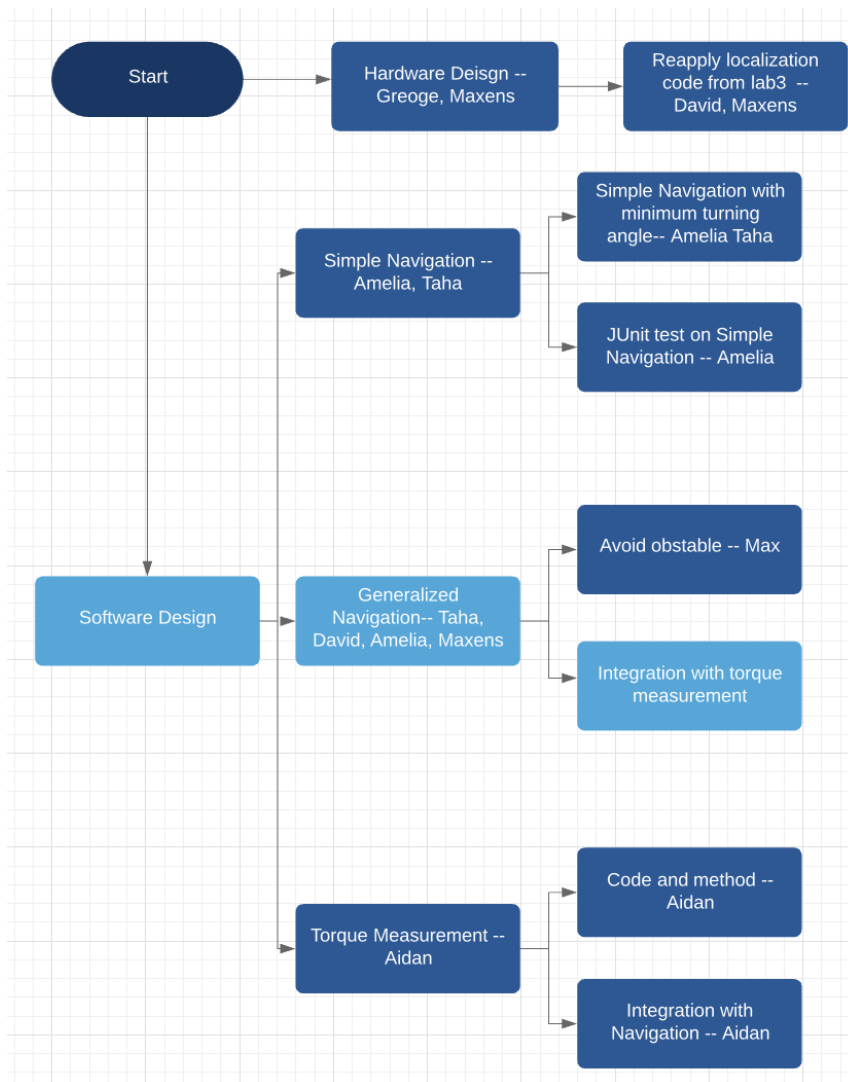 Start
Hardware Deisgn --
Greoge, Maxens
Reapply localization
code from lab3 --
David, Maxens
Simple Navigation with
minimum turning
angle-- Amelia Taha
Simple Navigation --
Amelia, Taha
JUnit test on Simple
Navigation -- Amelia
Avoid obstable -- Max
Software Design
Generalized
Navigation-- Taha,
David, Amelia, Maxens
Integration with torque
measurement
Code and method --
Aidan
Torque Measurement --
Aidan
Integration with
Navigation -- Aidan